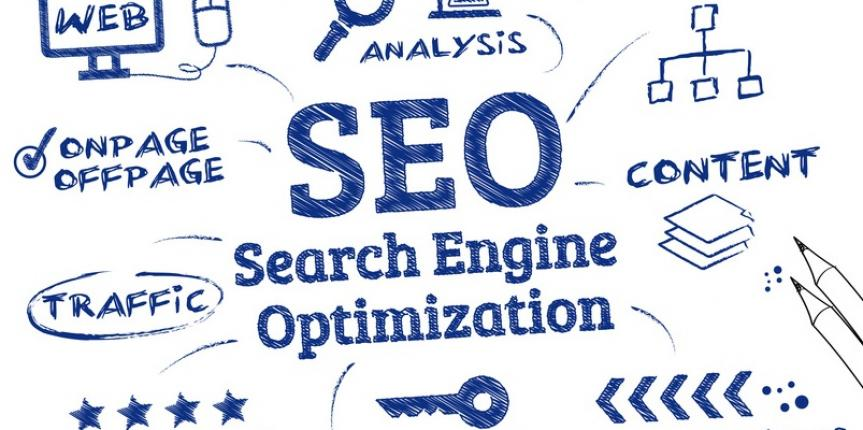 WEB
ANALYSIS
SEO
ONPAGE
OFFPAGE
CONTENT
Search Engine
Optimization
TRAFFIC